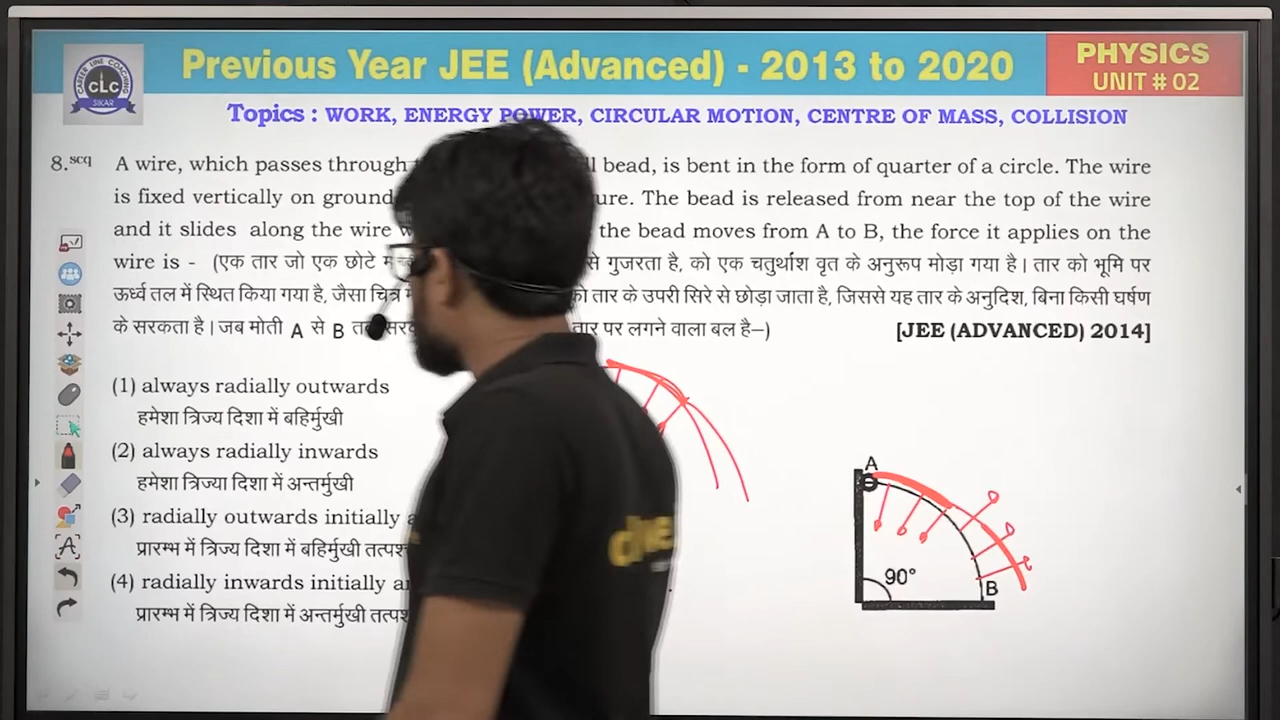 CAREER LINE COACHING
CLC
SIKAR
Previous Year JEE (Advanced) - 2013 to 2020
PHYSICS
UNIT # 02
Topics : WORK, ENERGY POWER, CIRCULAR MOTION, CENTRE OF MASS, COLLISION
8.scq A wire, which passes through bead, is bent in the form of quarter of a circle. The wire
is fixed vertically on ground The bead is released from near the top of the wire
and it slides along the wire the bead moves from A to B, the force it applies on the
wire is - (एक तार जो एक छोटे से गुजरता है, को एक चतुर्थाश वृत के अनुरूप मोड़ा गया है। तार को भूमि पर
ऊर्ध्व तल में स्थित किया गया है, जैसा चित्र तार के उपरी सिरे से छोड़ा जाता है, जिससे यह तार के अनुदिश, बिना किसी घर्षण
के सरकता है। जब मोती A से B तार पर लगने वाला बल है–)
[JEE (ADVANCED) 2014]
(1) always radially outwards
हमेशा त्रिज्य दिशा में बहिर्मुखी
(2) always radially inwards
हमेशा त्रिज्या दिशा में अन्तर्मुखी
(3) radially outwards initially
प्रारम्भ में त्रिज्य दिशा में बहिर्मुखी
(4) radially inwards initially
प्रारम्भ में त्रिज्य दिशा में अन्तर्मुखी
A
90°
B